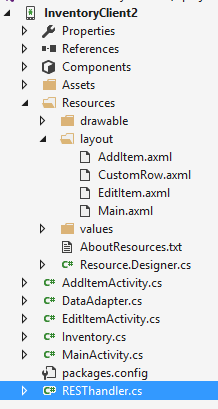 InventoryClient2
Properties
References
Components
Assets
Resources
drawable
layout
AddItem.axml
CustomRow.axml
EditItem.axml
Main.axml
values
AboutResources.txt
C# Resource.Designer.cs
C# AddItemActivity.cs
C# DataAdapter.cs
C# EditItemActivity.cs
C# Inventory.cs
C# MainActivity.cs
packages.config
C# RESThandler.cs